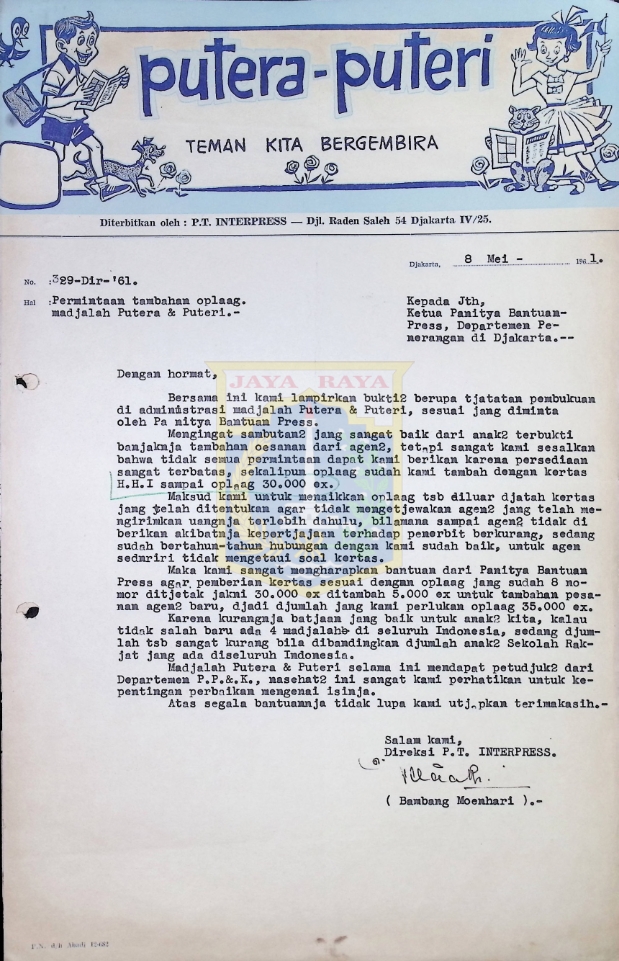 putera-puteri
TEMAN KITA BERGEMBIRA
Diterbitkan oleh : P.T. INTERPRESS — Djl. Raden Saleh 54 Djakarta IV/25.
Djakarta, 8 Mei - 1961.
No. :329-Dir-'61.
Hal :Permintaan tambahan oplaag.
madjalah Putera & Puteri.-
Kepada Jth,
Ketua Panitya Bantuan-
Press, Departemen Pe-
nerangan di Djakarta.--
Dengan hormat,
JAYA RAYA
Bersama ini kami lampirkan bukti2 berupa tjatatan pembukuan
di administrasi madjalah Putera & Puteri, sesuai jang diminta
oleh Pa nitya Bantuan Press.
Mengingat sambutan2 jang sangat baik dari anak2 terbukti
banjaknja tambahan oesanan dari agen2, tetapi sangat kami sesalkan
bahwa tidak semua permintaan dapat kami berikan karena persediaan
sangat terbatas, sekalipun oplaag sudah kami tambah dengan kertas
H.H.I sampai oplaag 30.000 ex.
Maksud kami untuk menaikkan oplaag tsb diluar djatah kertas
jang telah ditentukan agar tidak mengetjewakan agen2 jang telah me-
ngirimkan uangnja terlebih dahulu, bilamana sampai agen2 tidak di
berikan akibatnja kepertjajaan terhadap penerbit berkurang, sedang
sudah bertahun-tahun hubungan dengan kami sudah baik, untuk agen
sednriri tidak mengetaui soal kertas.
Maka kami sangat mengharapkan bantuan dari Panitya Bantuan
Press agar pemberian kertas sesuai dengan oplaag jang sudah 8 no-
mor ditjetak jakni 30.000 ex ditambah 5.000 ex untuk tambahan pesa-
nan agen2 baru, djadi djumlah jang kami perlukan oplaag 35.000 ex.
Karena kurangnja batjaan jang baik untuk anak2 kita, kalau
tidak salah baru ada 4 madjalah di seluruh Indonesia, sedang djum-
lah tsb sangat kurang bila dibandingkan djumlah anak2 Sekolah Rak-
jat jang ada diseluruh Indonesia.
Madjalah Putera & Puteri selama ini mendapat petudjuk2 dari
Departemen P.P.&.K., nasehat2 ini sangat kami perhatikan untuk ke-
pentingan perbaikan mengenai isinja.
Atas segala bantuannja tidak lupa kami utjapkan terimakasih.-
Salam kami,
Direksi P.T. INTERPRESS.
( Bambang Moenhari ).-